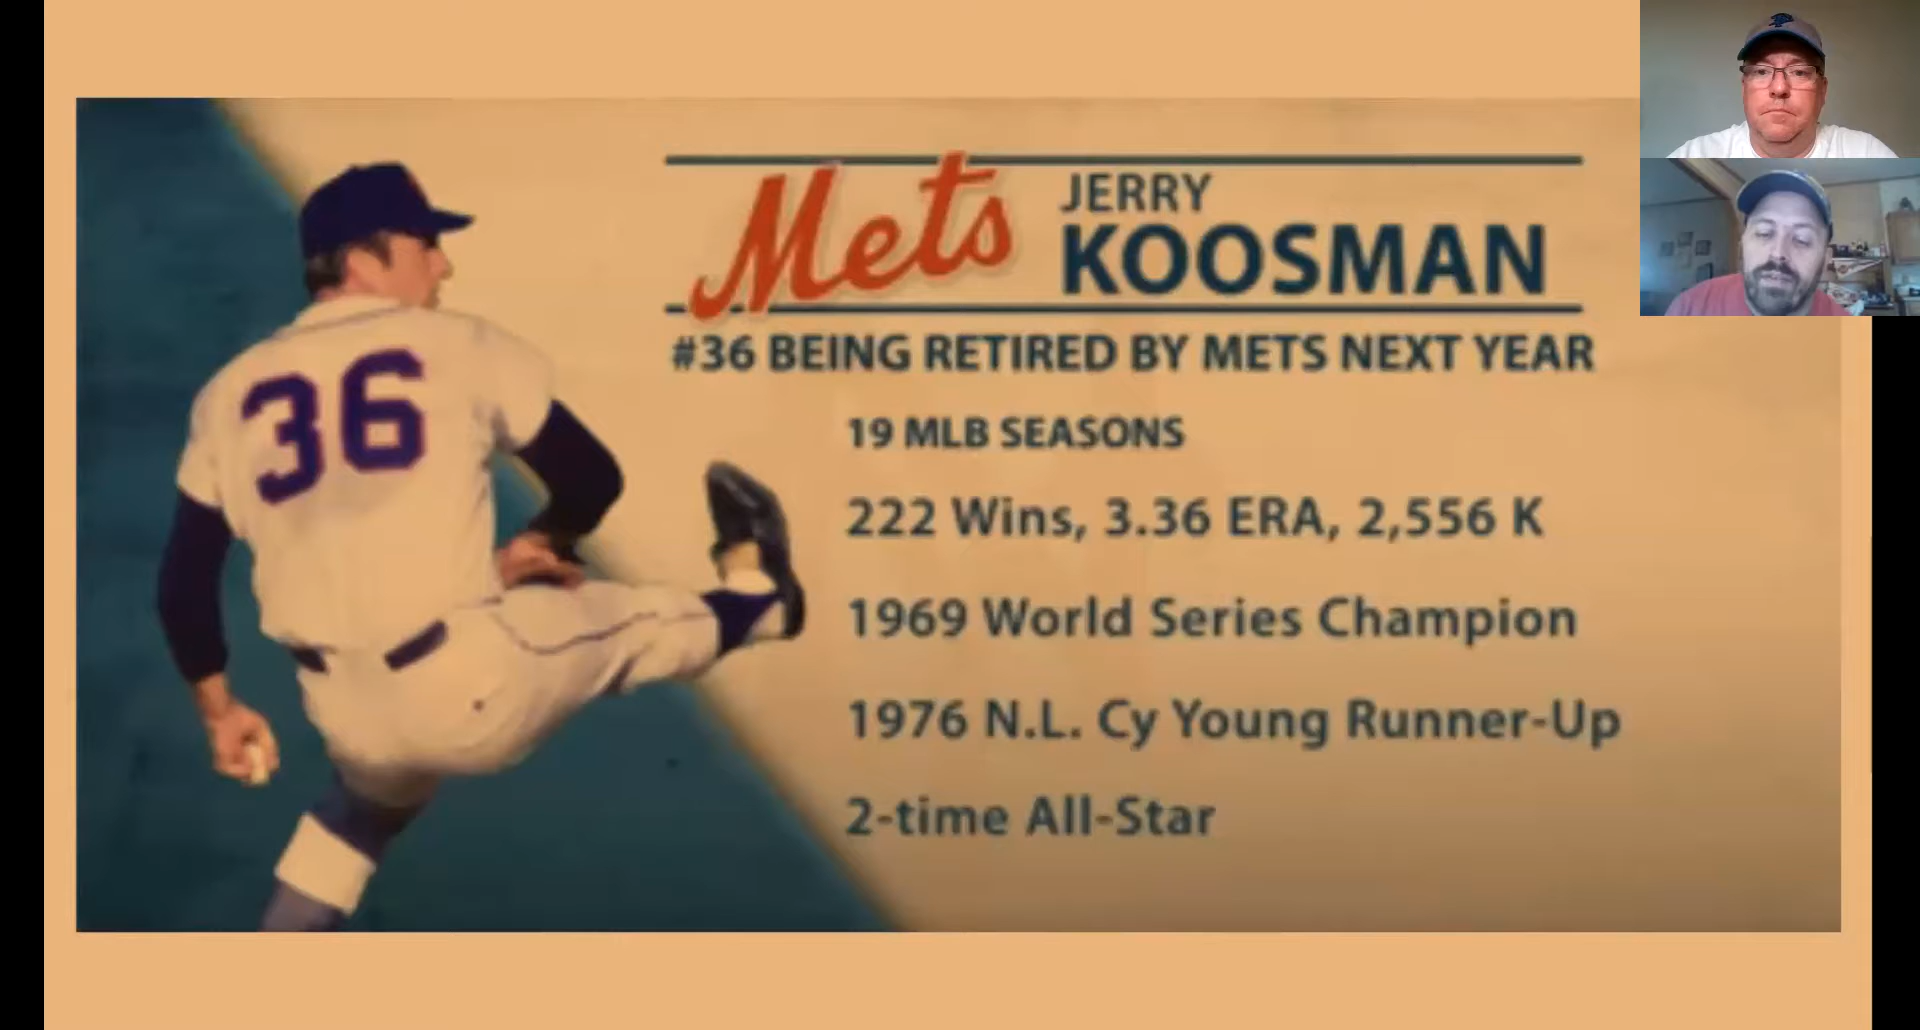 Mets
JERRY
KOOSMAN
#36 BEING RETIRED BY METS NEXT YEAR
19 MLB SEASONS
222 Wins, 3.36 ERA, 2,556 K
1969 World Series Champion
1976 N.L. Cy Young Runner-Up
2-time All-Star
36